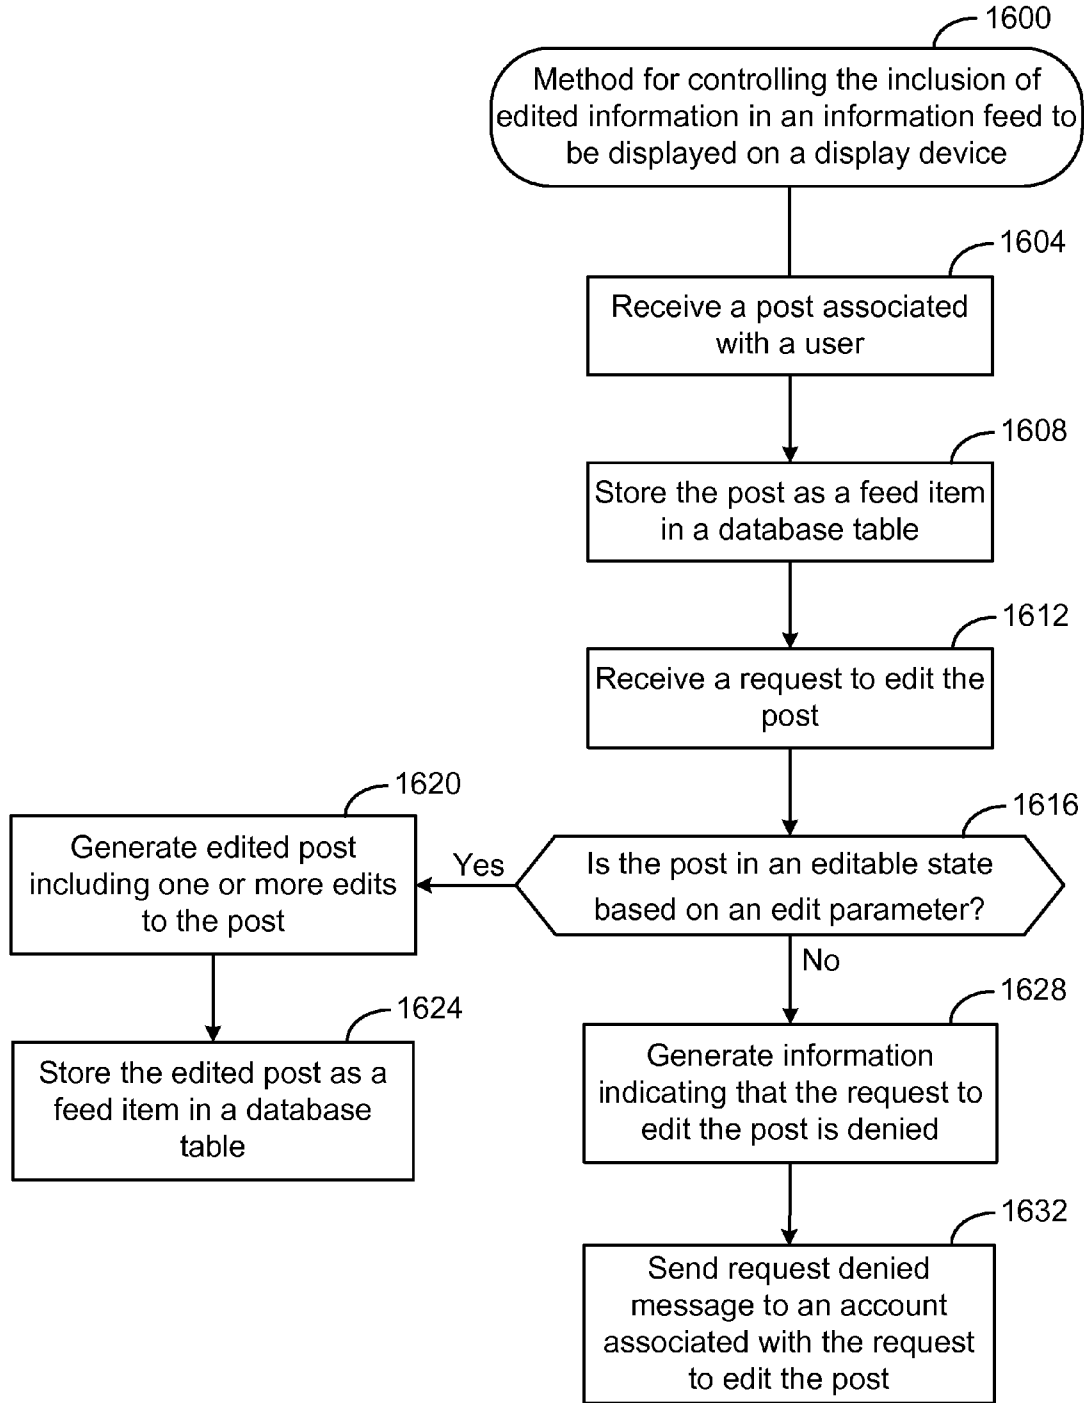 1600
Method for controlling the inclusion of
edited information in an information feed to
be displayed on a display device
1604
Receive a post associated
with a user
1608
Store the post as a feed item
in a database table
1612
Receive a request to edit the
post
1616
Is the post in an editable state
based on an edit parameter?
Yes
1620
Generate edited post
including one or more edits
to the post
1624
Store the edited post as a
feed item in a database
table
No
1628
Generate information
indicating that the request to
edit the post is denied
1632
Send request denied
message to an account
associated with the request
to edit the post